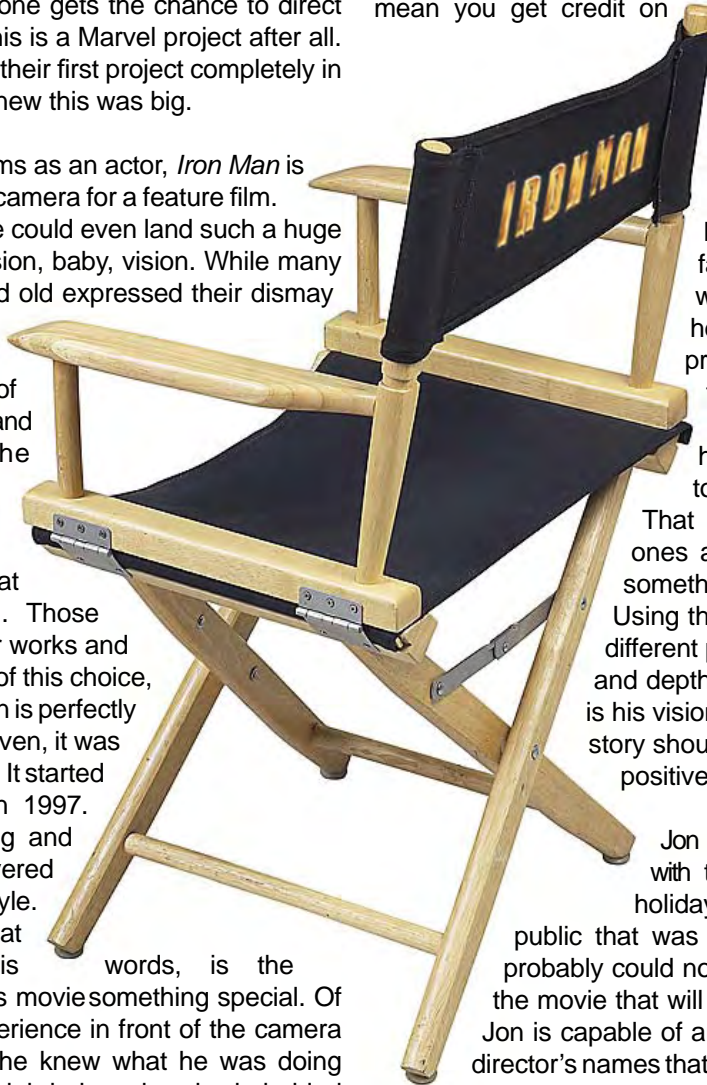 one gets the chance to direct
his is a Marvel project after all.
their first project completely in
new this was big.
ms as an actor, Iron Man is
camera for a feature film.
e could even land such a huge
sion, baby, vision. While many
d old expressed their dismay
of
and
he
at
. Those
r works and
of this choice,
n is perfectly
ven, it was
. It started
n 1997.
g and
vered
yle.
at
is words, is the
s movie something special. Of
perience in front of the camera
he knew what he was doing
mean you get credit on
IRON MAN
fa
w
he
pr
h
to
That
ones a
someth
Using th
different p
and depth
is his vision
story shou
positive
Jon
with t
holiday
public that was
probably could no
the movie that will
Jon is capable of a
director's names that